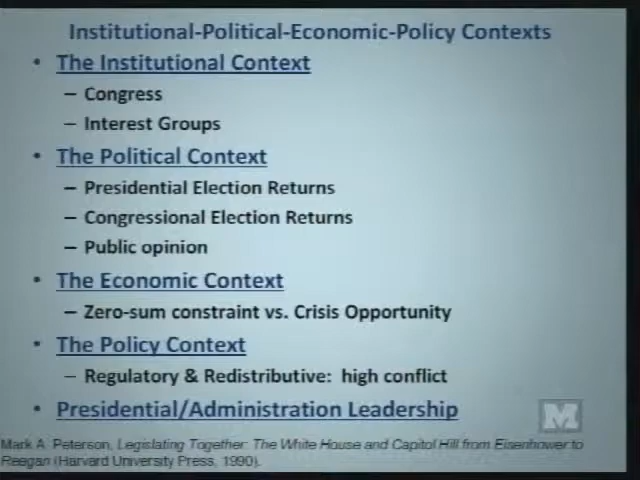 Institutional-Political-Economic-Policy Contexts
• The Institutional Context
– Congress
– Interest Groups
• The Political Context
– Presidential Election Returns
– Congressional Election Returns
– Public opinion
• The Economic Context
– Zero-sum constraint vs. Crisis Opportunity
• The Policy Context
– Regulatory & Redistributive: high conflict
• Presidential/Administration Leadership
M
Mark A. Peterson, Legislating Together: The White House and Capitol Hill from Eisenhower to
Reagan (Harvard University Press, 1990).